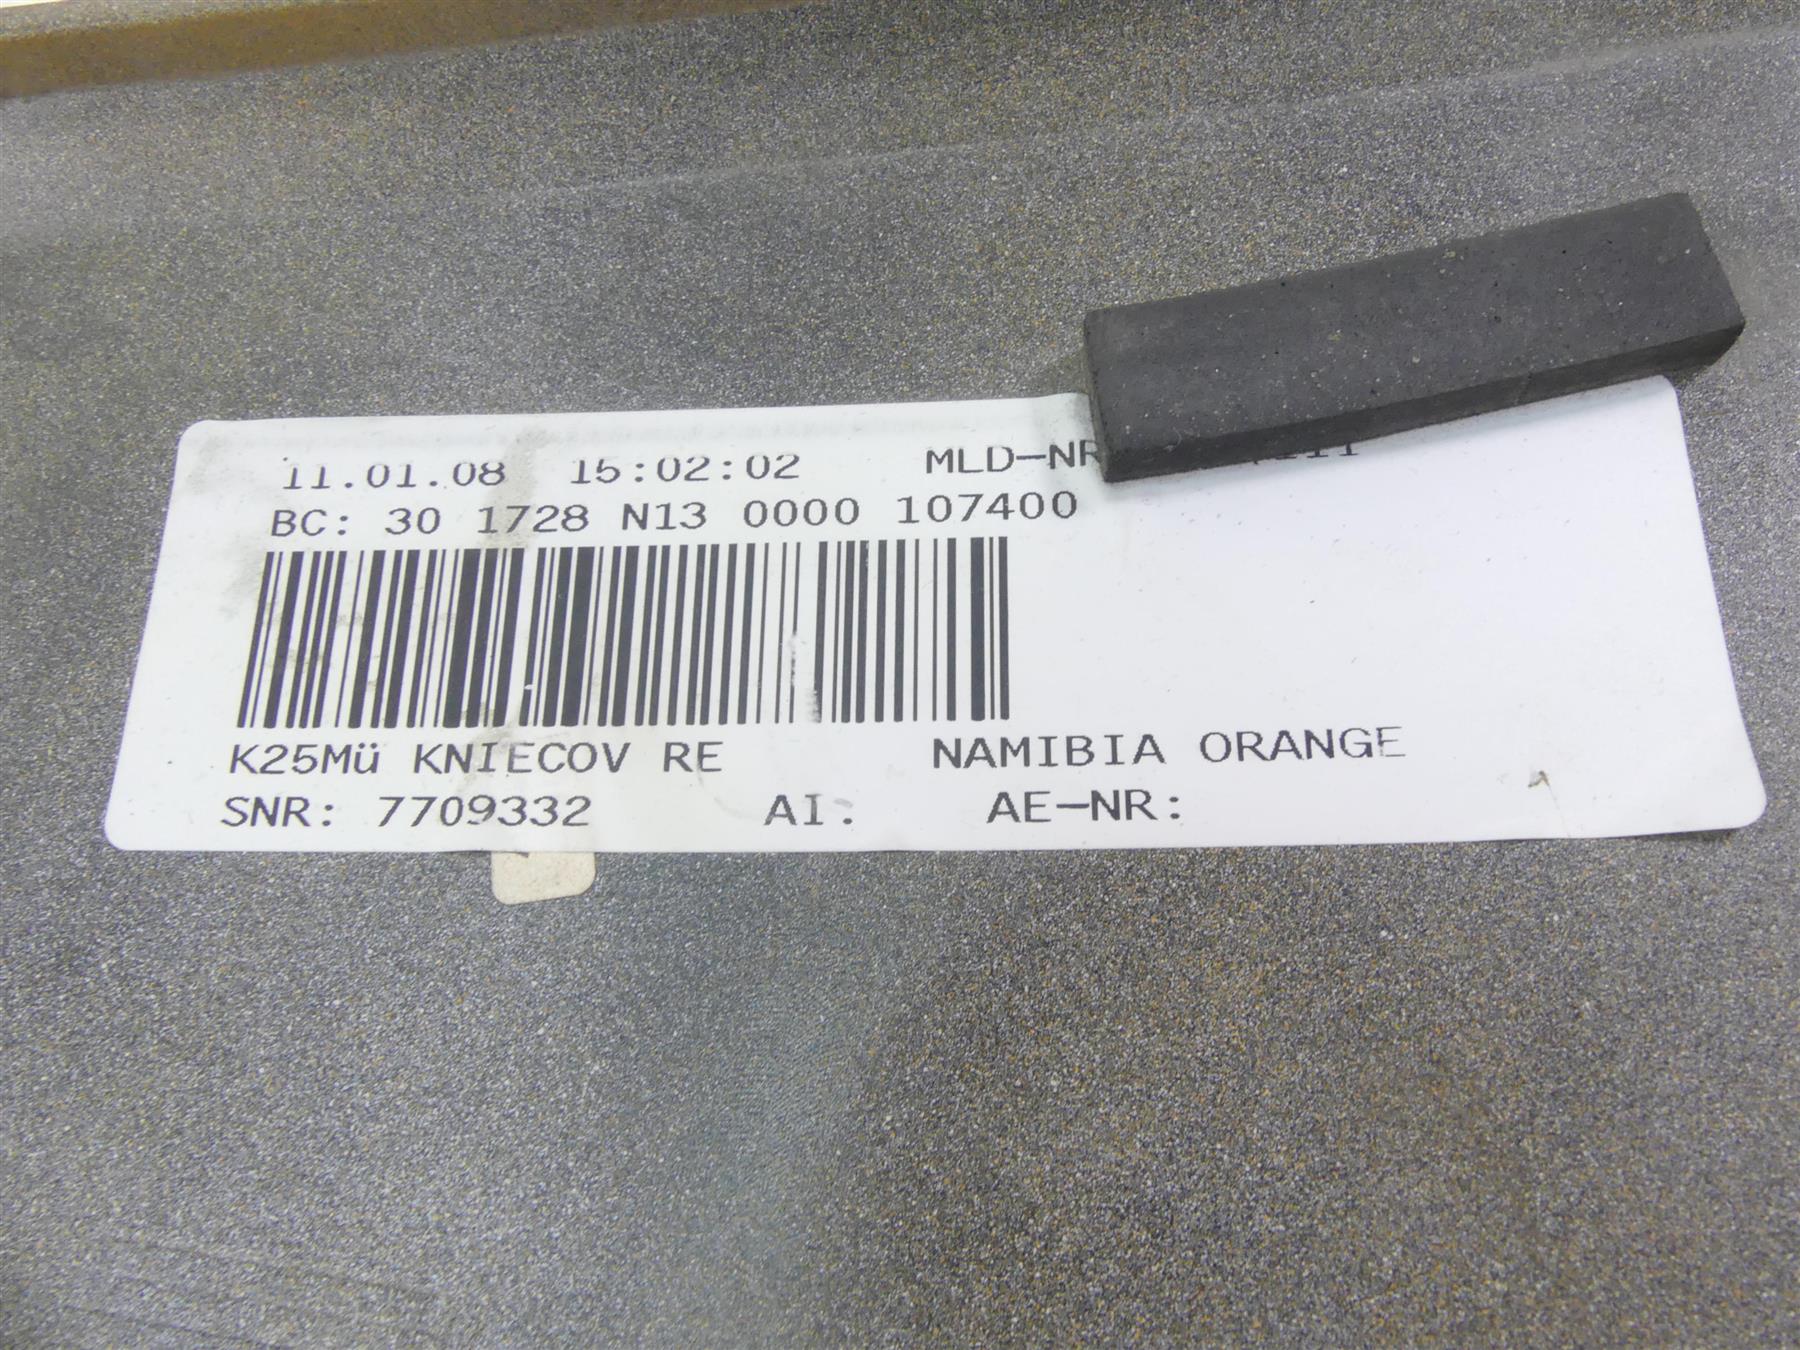 11.01.08 15:02:02 MLD-NR
BC: 30 1728 N13 0000 107400
K25Mü KNIECOV RE NAMIBIA ORANGE
SNR: 7709332 AI: AE-NR: